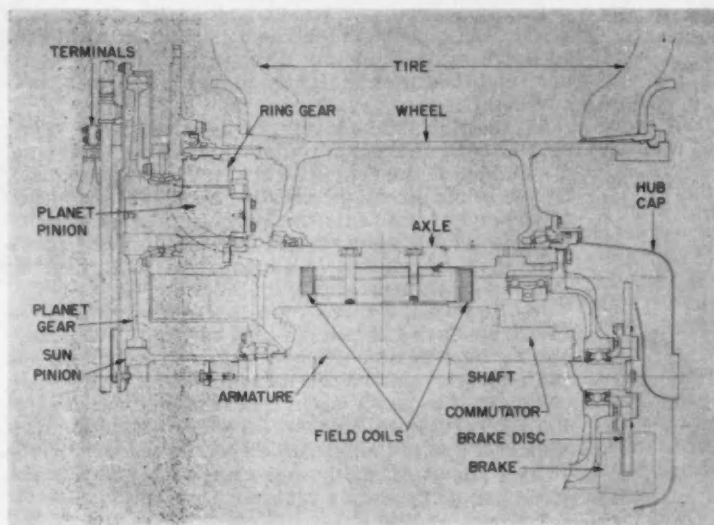 TERMINALS
TIRE
RING GEAR
WHEEL
HUB
CAP
PLANET
PINION
AXLE
PLANET
GEAR
SUN
PINION
ARMATURE
SHAFT
COMMUTATOR
FIELD COILS
BRAKE DISC
BRAKE